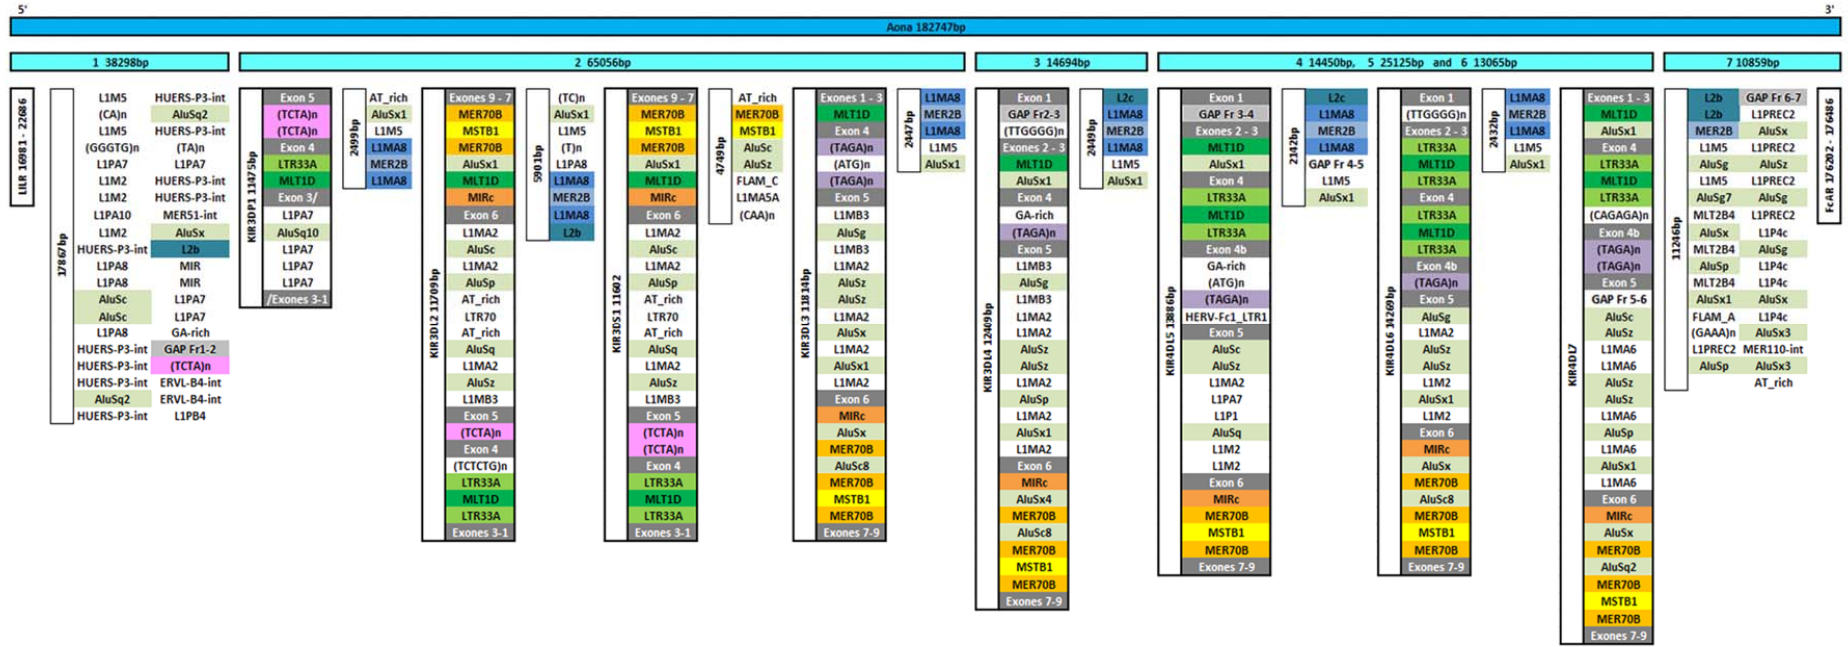 5'
3'
Aona 182747bp
1 38298bp
2 65056bp
3 14694bp
4 14450bp, 5 25125bp and 6 13065bp
7 10859bp
LILR 16981 - 22686
17867bp
L1M5
(CA)n
L1M5
(GGGTG)n
L1PA7
L1M2
L1M2
L1PA10
L1M2
HUERS-P3-int
L1PA8
L1PA8
AluSc
AluSc
L1PA8
HUERS-P3-int
HUERS-P3-int
HUERS-P3-int
AluSq2
HUERS-P3-int
HUERS-P3-int
AluSq2
HUERS-P3-int
(TA)n
L1PA7
HUERS-P3-int
HUERS-P3-int
MER51-int
AluSx
L2b
MIR
MIR
L1PA7
L1PA7
GA-rich
GAP Fr1-2
(TCTA)n
ERVL-B4-int
ERVL-B4-int
L1PB4
KIR3DP1 11475bp
Exon 5
(TCTA)n
(TCTA)n
Exon 4
LTR33A
MLT1D
Exon 3/
L1PA7
AluSq10
L1PA7
L1PA7
L1PA7
/Exones 3-1
2499bp
AT_rich
AluSx1
L1M5
L1MA8
MER2B
L1MA8
KIR3DL2 11709bp
Exones 9 - 7
MER70B
MSTB1
MER70B
AluSx1
MLT1D
MIRc
Exon 6
L1MA2
AluSc
L1MA2
AluSp
AT_rich
LTR70
AT_rich
AluSq
L1MA2
AluSz
L1MB3
Exon 5
(TCTA)n
Exon 4
(TCTCTG)n
LTR33A
MLT1D
LTR33A
Exones 3-1
5901bp
(TC)n
AluSx1
L1M5
(T)n
L1PA8
L1MA8
MER2B
L1MA8
L2b
KIR3DS1 11602
Exones 9 - 7
MER70B
MSTB1
MER70B
AluSx1
MLT1D
MIRc
Exon 6
L1MA2
AluSc
L1MA2
AluSp
AT_rich
LTR70
AT_rich
AluSq
L1MA2
AluSz
L1MB3
Exon 5
(TCTA)n
(TCTA)n
Exon 4
LTR33A
MLT1D
LTR33A
Exones 3-1
4749bp
AT_rich
MER70B
MSTB1
AluSc
AluSz
FLAM_C
L1MA5A
(CAA)n
KIR3DL3 11814bp
Exones 1 - 3
MLT1D
Exon 4
(TAGA)n
(ATG)n
(TAGA)n
Exon 5
L1MB3
AluSg
L1MB3
L1MA2
AluSz
AluSz
L1MA2
AluSx
L1MA2
AluSx1
L1MA2
Exon 6
MIRc
AluSx
MER70B
AluSc8
MER70B
MSTB1
MER70B
Exones 7-9
2447bp
L1MA8
MER2B
L1MA8
L1M5
AluSx1
KIR3DL4 12409bp
Exon 1
GAP Fr2-3
(TTGGGG)n
Exones 2 - 3
MLT1D
AluSx1
Exon 4
GA-rich
(TAGA)n
Exon 5
L1MB3
AluSg
L1MB3
L1MA2
L1MA2
AluSz
AluSz
L1MA2
AluSp
L1MA2
AluSx1
L1MA2
Exon 6
MIRc
AluSx4
MER70B
AluSc8
MER70B
MSTB1
MER70B
Exones 7-9
2449bp
L2c
L1MA8
MER2B
L1MA8
L1M5
AluSx1
KIR4DL5 13886bp
Exon 1
GAP Fr 3-4
Exones 2 - 3
MLT1D
AluSx1
Exon 4
LTR33A
MLT1D
LTR33A
Exon 4b
GA-rich
(ATG)n
(TAGA)n
HERV-Fc1_LTR1
Exon 5
AluSc
AluSz
L1MA2
L1PA7
L1P1
AluSq
L1M2
L1M2
Exon 6
MIRc
MER70B
MSTB1
MER70B
Exones 7-9
2142bp
L2c
L1MA8
MER2B
L1MA8
GAP Fr 4-5
L1M5
AluSx1
KIR4DL6 14269bp
Exon 1
(TTGGGG)n
Exones 2 - 3
LTR33A
MLT1D
LTR33A
Exon 4
LTR33A
MLT1D
LTR33A
Exon 4b
(TAGA)n
Exon 5
AluSg
L1MA2
AluSz
AluSz
L1M2
AluSx1
L1M2
Exon 6
MIRc
AluSx
MER70B
AluSc8
MER70B
MSTB1
MER70B
Exones 7-9
2432bp
L1MA8
MER2B
L1MA8
L1M5
AluSx1
KIR4DL7
Exones 1 - 3
MLT1D
AluSx1
Exon 4
LTR33A
MLT1D
LTR33A
(CAGAGA)n
Exon 4b
(TAGA)n
(TAGA)n
Exon 5
GAP Fr 5-6
AluSc
AluSz
L1MA6
L1MA6
AluSz
AluSz
L1MA6
AluSp
L1MA6
AluSx1
L1MA6
Exon 6
MIRc
AluSx
MER70B
AluSq2
MER70B
MSTB1
MER70B
Exones 7-9
11246bp
L2b
L2b
MER2B
L1M5
AluSg
L1M5
AluSg7
MLT2B4
AluSx
MLT2B4
AluSp
MLT2B4
AluSx1
FLAM_A
(GAAA)n
L1PREC2
AluSp
GAP Fr 6-7
L1PREC2
AluSx
L1PREC2
AluSz
L1PREC2
AluSg
L1PREC2
L1P4c
AluSg
L1P4c
L1P4c
AluSx
L1P4c
AluSx3
MER110-int
AluSx3
AT_rich
FcAR 176202 - 176486